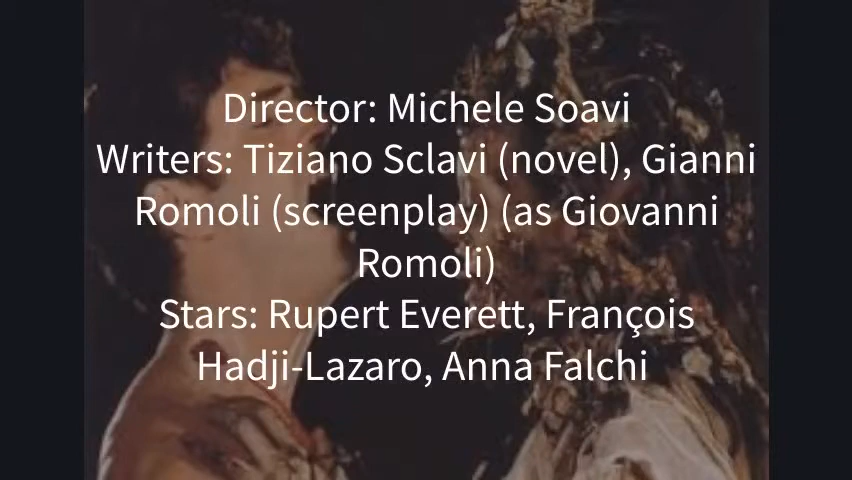 Director: Michele Soavi
Writers: Tiziano Sclavi (novel), Gianni
Romoli (screenplay) (as Giovanni
Romoli)
Stars: Rupert Everett, François
Hadji-Lazaro, Anna Falchi